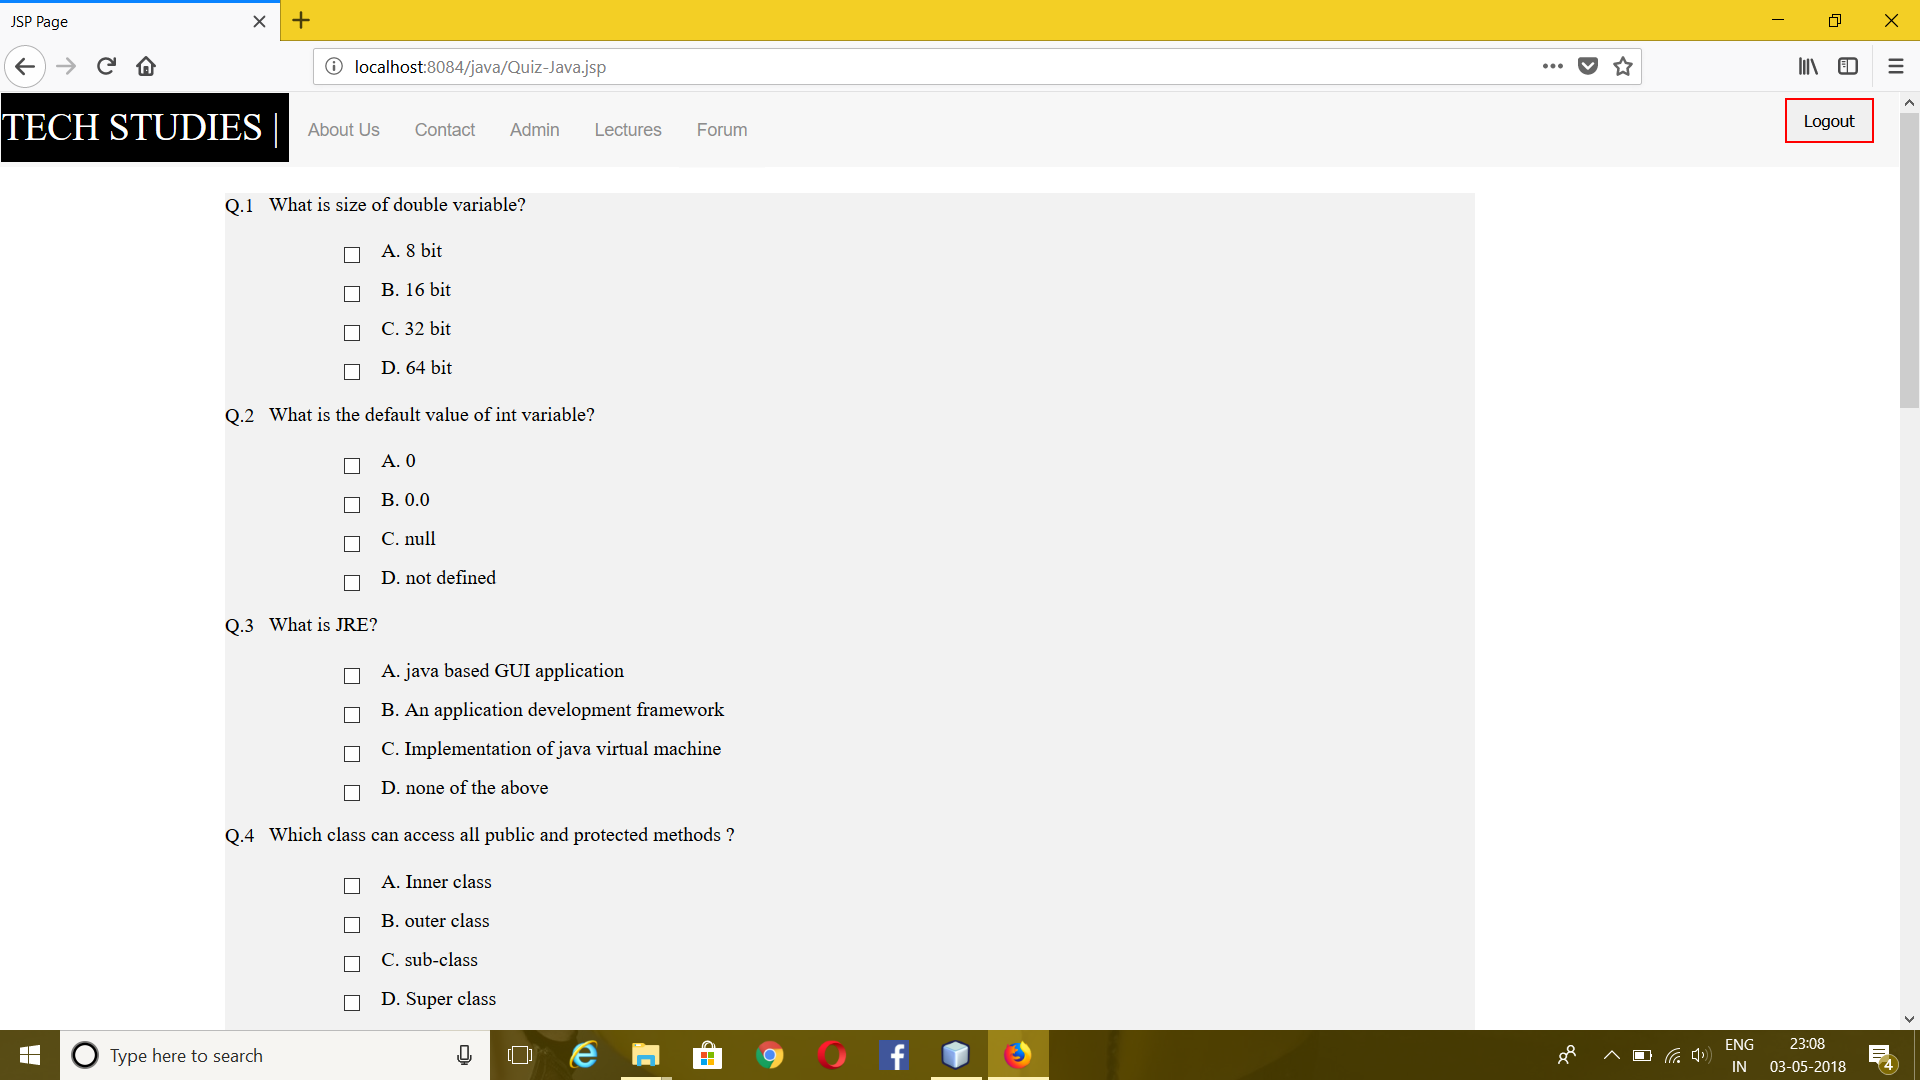 JSP Page
localhost:8084/java/Quiz-Java.jsp
TECH STUDIES |
About Us
Contact
Admin
Lectures
Forum
Logout
Q.1 What is size of double variable?
A. 8 bit
B. 16 bit
C. 32 bit
D. 64 bit
Q.2 What is the default value of int variable?
A. 0
B. 0.0
C. null
D. not defined
Q.3 What is JRE?
A. java based GUI application
B. An application development framework
C. Implementation of java virtual machine
D. none of the above
Q.4 Which class can access all public and protected methods ?
A. Inner class
B. outer class
C. sub-class
D. Super class
Type here to search
ENG
IN
23:08
03-05-2018
4